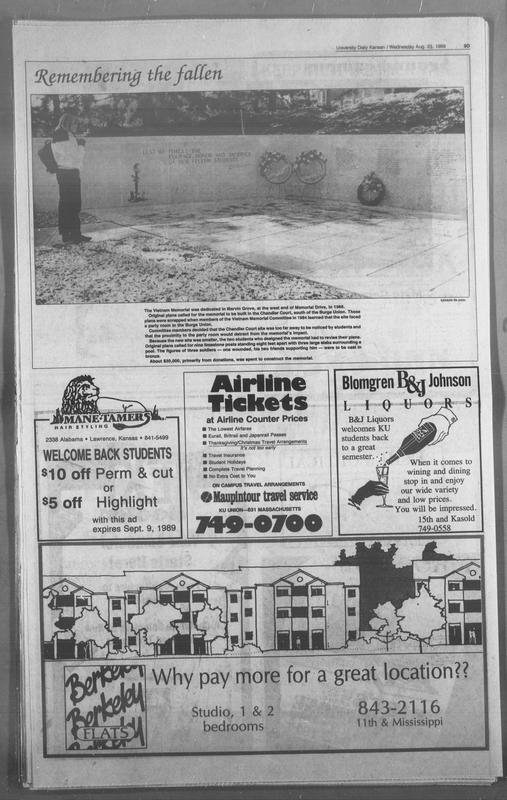 University Daily Kansan / Wednesday Aug. 23, 1989 9D
Remembering the fallen
LEST WE FORGET THE
COURAGE HONOR AND SACRIFICE
OF OUR FELLOW STUDENTS
The Vietnam Memorial was dedicated in Marvin Grove, at the west end of Memorial Drive, in 1986.
Original plans called for the memorial to be built in the Chandler Court, south of the Burge Union. Those
plans were scrapped when members of the Vietnam Memorial Committee in 1984 learned that the site faced
a party room in the Burge Union.
Committee members decided that the Chandler Court site was too far away to be noticed by students and
that the proximity to the party room would detract from the memorial's impact.
Because the new site was smaller, the two students who designed the memorial had to revise their plans.
Original plans called for nine limestone posts standing eight feet apart with three large slabs surrounding a
pool. The figures of three soldiers — one wounded, his two friends supporting him — were to be cast in
bronze.
About $20,000, primarily from donations, was spent to construct the memorial.
MANE-TAMERS
HAIR STYLING
2338 Alabama • Lawrence, Kansas • 841-5499
WELCOME BACK STUDENTS
$10 off Perm & cut
or
$5 off Highlight
with this ad
expires Sept. 9, 1989
Airline
Tickets
at Airline Counter Prices
■ The Lowest Airfares
■ Eurail, Britrail and Japanrail Passes
■ Thanksgiving/Christmas Travel Arrangements
It's not too early
■ Travel Insurance
■ Student Holidays
■ Complete Travel Planning
■ No Extra Cost to You
ON CAMPUS TRAVEL ARRANGEMENTS
Maupintour travel service
KU UNION—831 MASSACHUSETTS
749-0700
Blomgren B&J Johnson
LIQUORS
B&J Liquors
welcomes KU
students back
to a great
semester.
When it comes to
wining and dining
stop in and enjoy
our wide variety
and low prices.
You will be impressed.
15th and Kasold
749-0558
Berkeley
Berkeley
Berkeley
FLATS
Why pay more for a great location??
Studio, 1 & 2
bedrooms
843-2116
11th & Mississippi